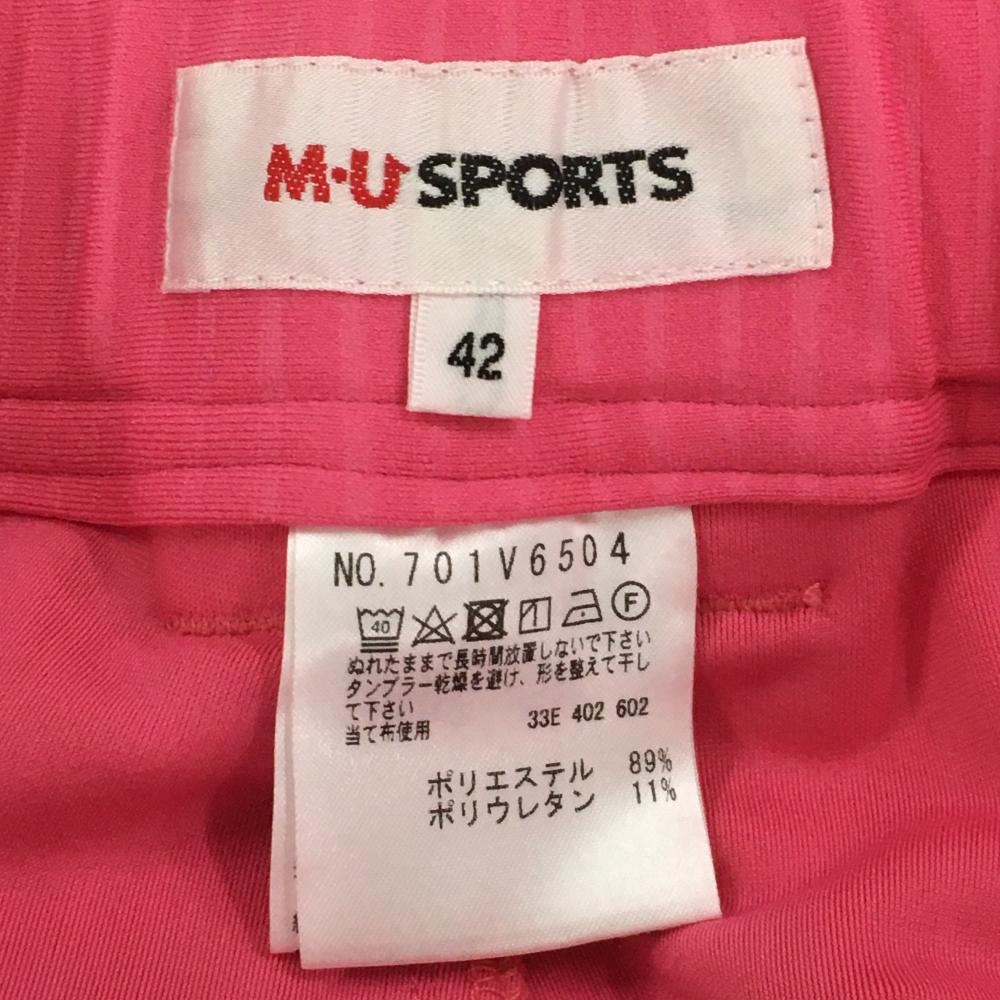 M·U SPORTS
42
NO. 701V6504
40 F
ぬれたままで長時間放置しないで下さい
タンブラー乾燥を避け、形を整えて干し
て下さい
当て布使用 33E 402 602
ポリエステル 89%
ポリウレタン 11%